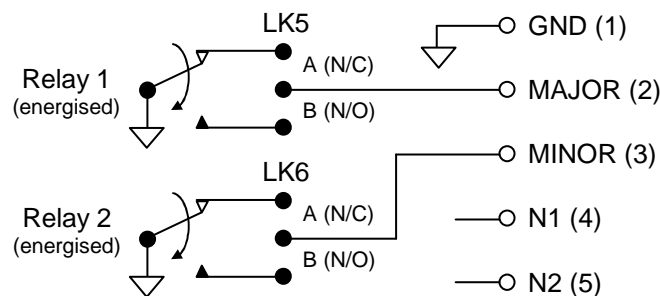 LK5
GND (1)
A (N/C)
Relay 1
(energised)
MAJOR (2)
B (N/O)
MINOR (3)
LK6
A (N/C)
Relay 2
(energised)
N1 (4)
B (N/O)
N2 (5)